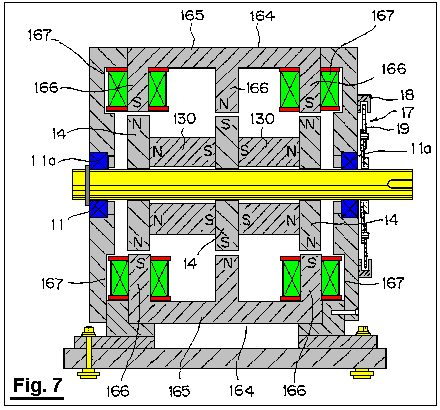 165 164
167 167
166 166 166
S N S
18
17
19
14 N S N
130 130
11a N S S N 11a
11 N S S N 14
N S N
14
S N S
167 167
166 165 164 166
Fig. 7